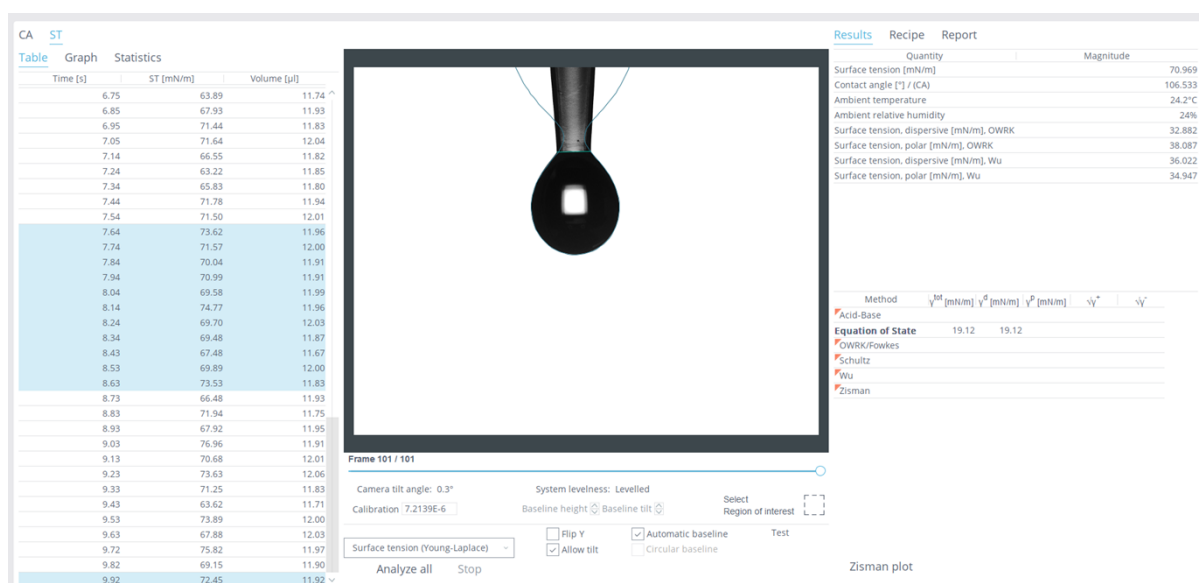 CA ST
Table Graph Statistics
Time [s] ST [mN/m] Volume [µl]
6.75 63.89 11.74
6.85 67.93 11.93
6.95 71.44 11.83
7.05 71.64 12.04
7.14 66.55 11.82
7.24 63.22 11.85
7.34 65.83 11.80
7.44 71.78 11.94
7.54 71.50 12.01
7.64 73.62 11.96
7.74 71.57 12.00
7.84 70.04 11.91
7.94 70.99 11.91
8.04 69.58 11.99
8.14 74.77 11.96
8.24 69.70 12.03
8.34 69.48 11.87
8.43 67.48 11.67
8.53 69.89 12.00
8.63 73.53 11.83
8.73 66.48 11.93
8.83 71.94 11.75
8.93 67.92 11.95
9.03 76.96 11.91
9.13 70.68 12.01
9.23 73.63 12.06
9.33 71.25 11.83
9.43 63.62 11.71
9.53 73.89 12.00
9.63 67.88 12.03
9.72 75.82 11.97
9.82 69.15 11.90
9.92 72.45 11.92
Frame 101 / 101
Camera tilt angle: 0.3° System levelness: Levelled
Calibration 7.2139E-6 Baseline height Baseline tilt
Select
Region of interest
Flip Y Automatic baseline Test
Surface tension (Young-Laplace) Allow tilt Circular baseline
Analyze all Stop
Results Recipe Report
Quantity Magnitude
Surface tension [mN/m] 70.969
Contact angle [°] / (CA) 106.533
Ambient temperature 24.2°C
Ambient relative humidity 24%
Surface tension, dispersive [mN/m], OWRK 32.882
Surface tension, polar [mN/m], OWRK 38.087
Surface tension, dispersive [mN/m], Wu 36.022
Surface tension, polar [mN/m], Wu 34.947
Method γ^tot [mN/m] γ^d [mN/m] γ^p [mN/m] √γ⁺ √γ⁻
Acid-Base
Equation of State 19.12 19.12
OWRK/Fowkes
Schultz
Wu
Zisman
Zisman plot